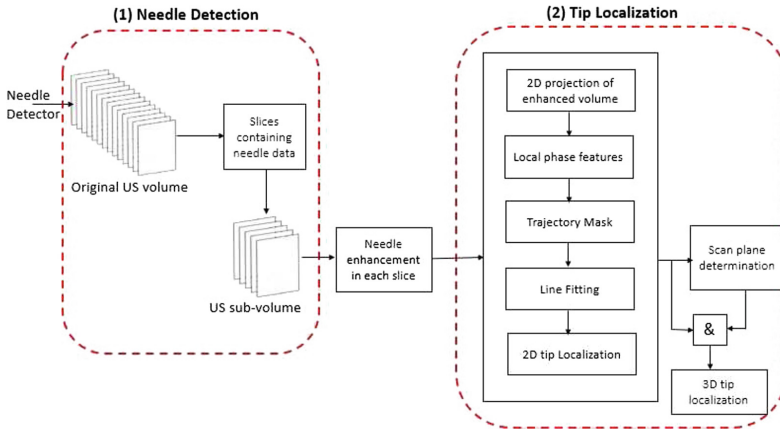 (1) Needle Detection
(2) Tip Localization
Needle
Detector
Original US volume
Slices
containing
needle data
US sub-volume
Needle
enhancement
in each slice
2D projection of
enhanced volume
Local phase features
Trajectory Mask
Line Fitting
2D tip Localization
Scan plane
determination
&
3D tip
localization